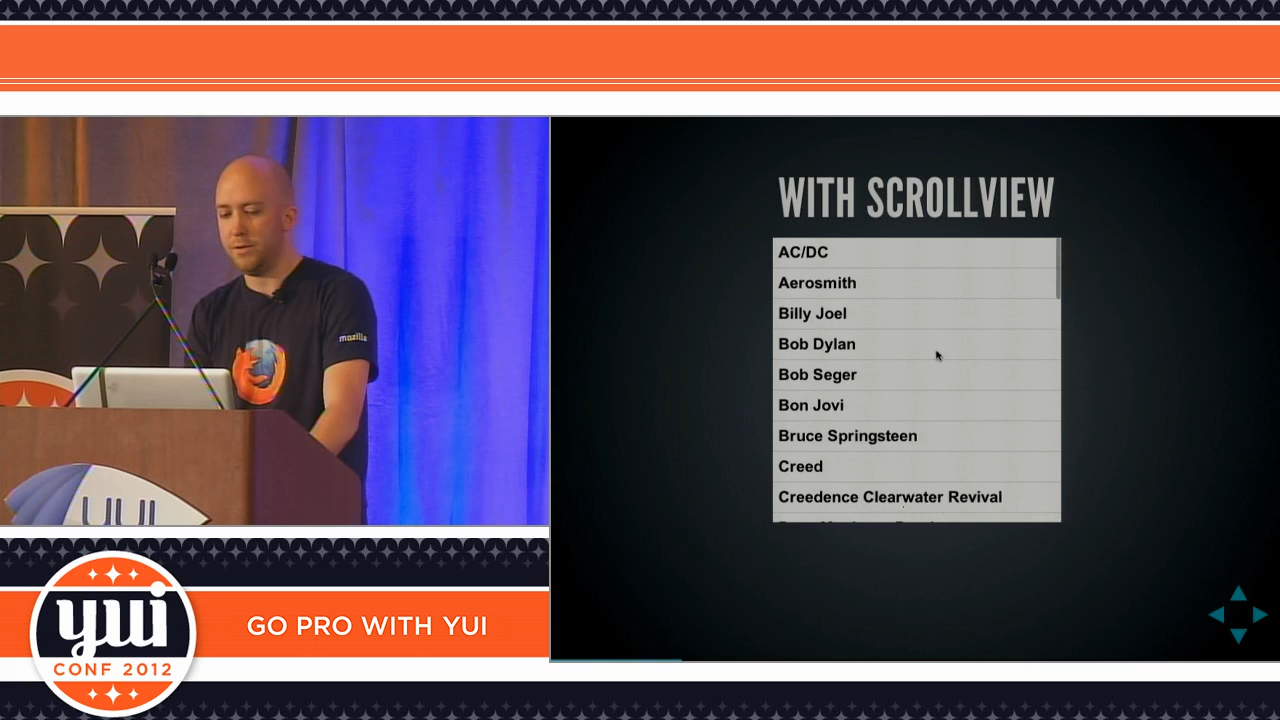 WITH SCROLLVIEW
AC/DC
Aerosmith
Billy Joel
Bob Dylan
Bob Seger
Bon Jovi
Bruce Springsteen
Creed
Creedence Clearwater Revival
mozilla
YUI
yui
CONF 2012
GO PRO WITH YUI